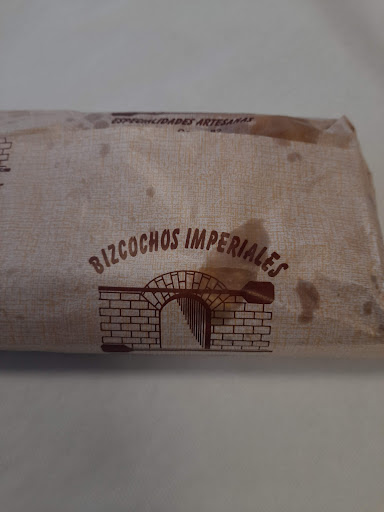 ESPECIALIDADES ARTESANAS
BIZCOCHOS IMPERIALES